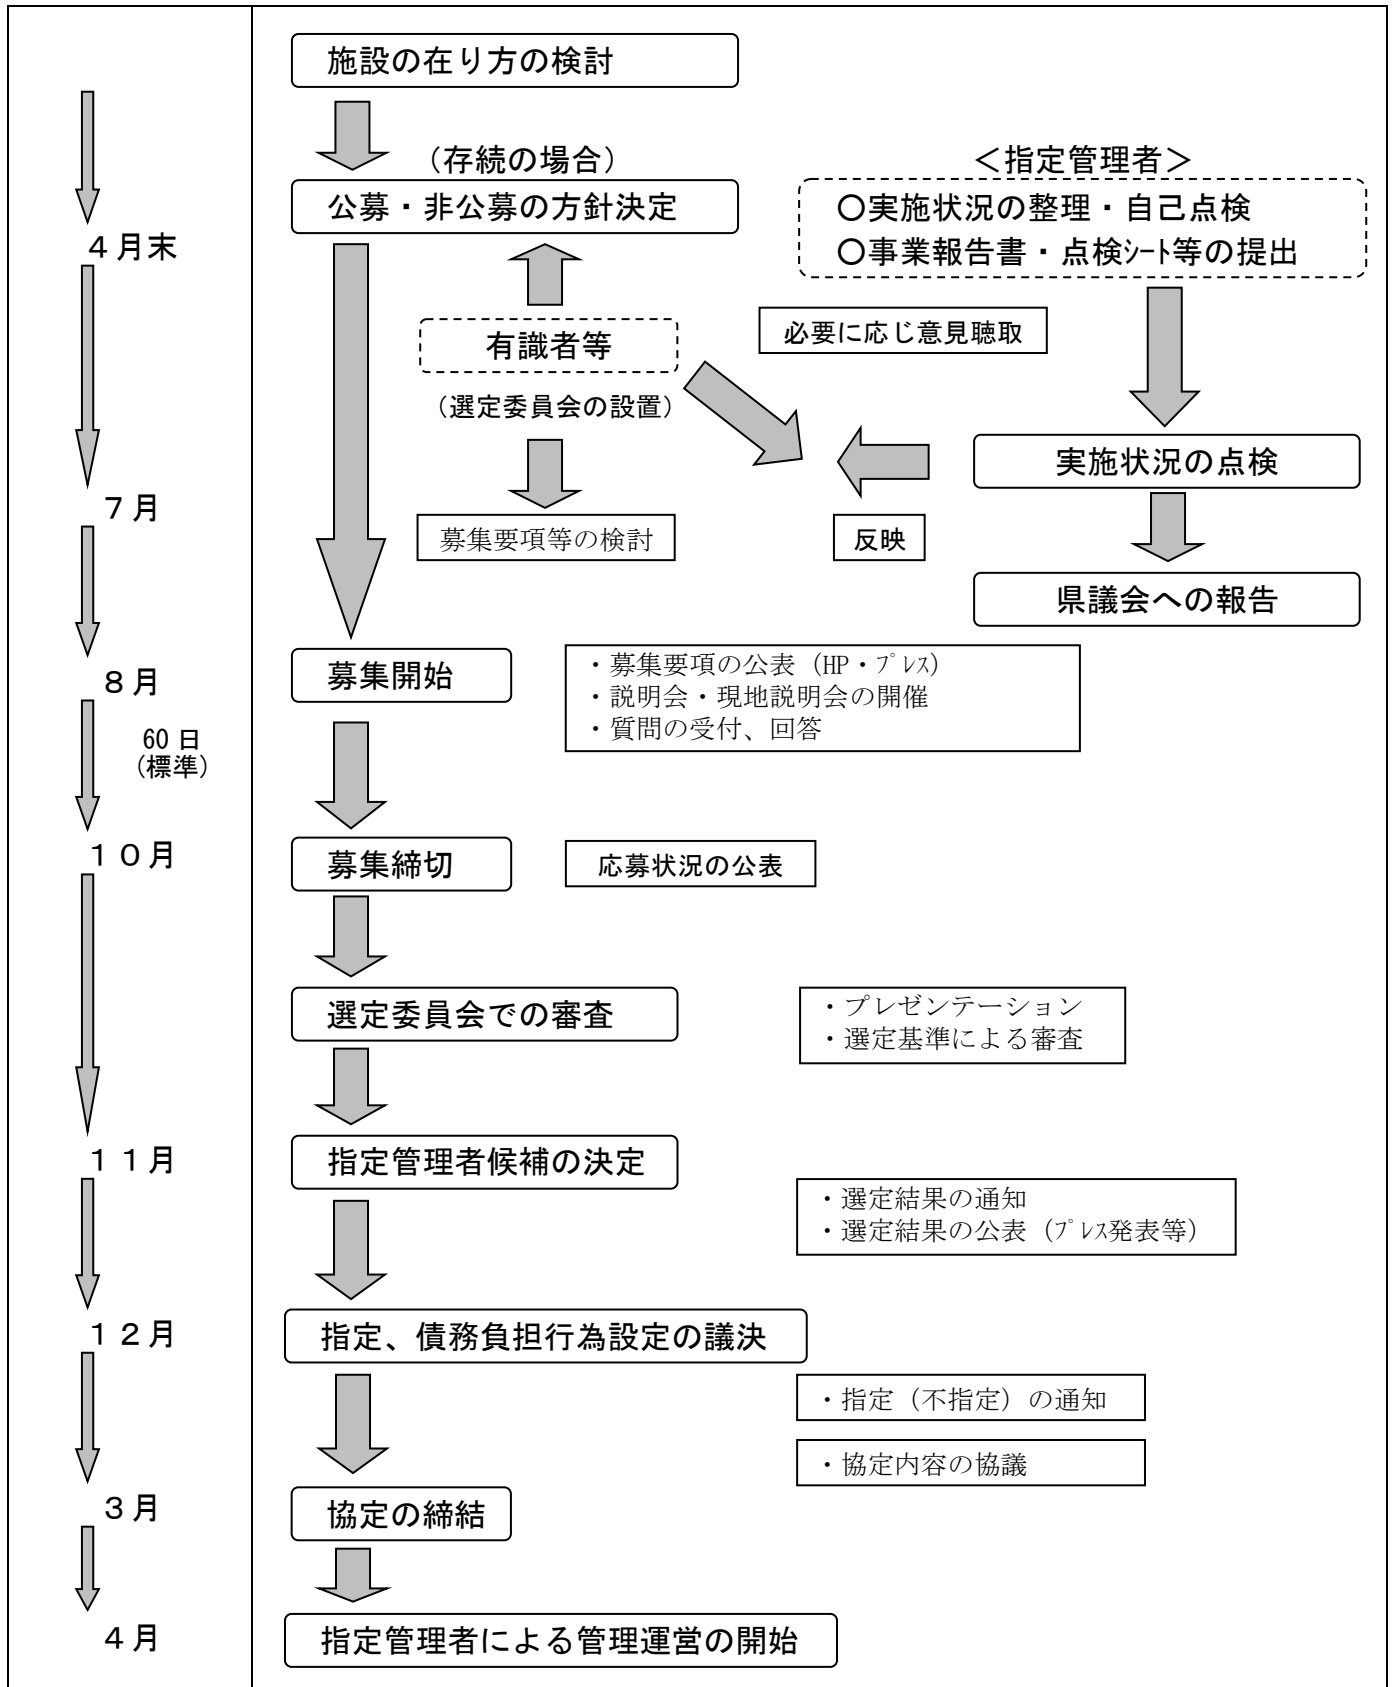 施設の在り方の検討
（存続の場合）
＜指定管理者＞
公募・非公募の方針決定
○実施状況の整理・自己点検
○事業報告書・点検ｼｰﾄ等の提出
４月末
有識者等
必要に応じ意見聴取
（選定委員会の設置）
実施状況の点検
７月
募集要項等の検討
反映
県議会への報告
８月
募集開始
・募集要項の公表（HP・ﾌﾟﾚｽ）
・説明会・現地説明会の開催
・質問の受付、回答
60 日
（標準）
１０月
募集締切
応募状況の公表
選定委員会での審査
・プレゼンテーション
・選定基準による審査
１１月
指定管理者候補の決定
・選定結果の通知
・選定結果の公表（ﾌﾟﾚｽ発表等）
１２月
指定、債務負担行為設定の議決
・指定（不指定）の通知
・協定内容の協議
３月
協定の締結
４月
指定管理者による管理運営の開始